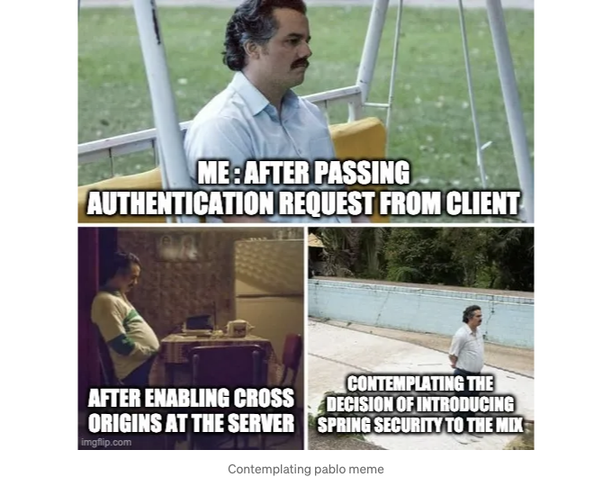 ME : AFTER PASSING
AUTHENTICATION REQUEST FROM CLIENT
AFTER ENABLING CROSS
ORIGINS AT THE SERVER
imgflip.com
CONTEMPLATING THE
DECISION OF INTRODUCING
SPRING SECURITY TO THE MIX
Contemplating pablo meme